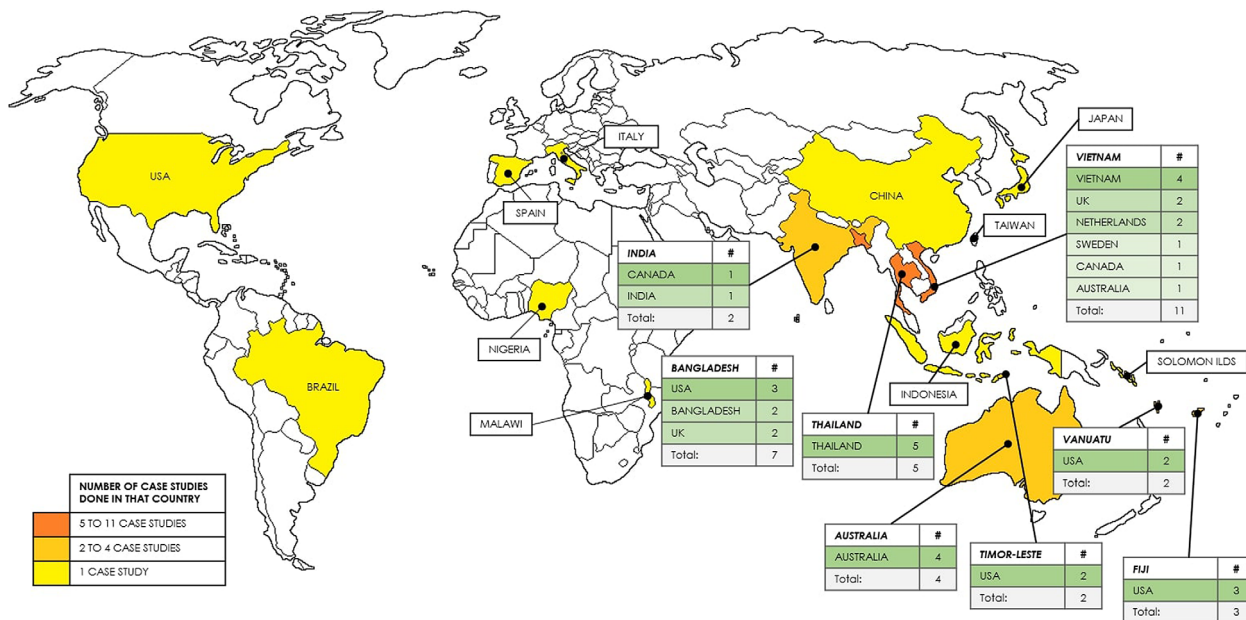 USA
BRAZIL
ITALY
SPAIN
NIGERIA
MALAWI
CHINA
JAPAN
TAIWAN
INDONESIA
SOLOMON ILDS
VIETNAM #
VIETNAM 4
UK 2
NETHERLANDS 2
SWEDEN 1
CANADA 1
AUSTRALIA 1
Total: 11
INDIA #
CANADA 1
INDIA 1
Total: 2
BANGLADESH #
USA 3
BANGLADESH 2
UK 2
Total: 7
THAILAND #
THAILAND 5
Total: 5
VANUATU #
USA 2
Total: 2
AUSTRALIA #
AUSTRALIA 4
Total: 4
TIMOR-LESTE #
USA 2
Total: 2
FIJI #
USA 3
Total: 3
NUMBER OF CASE STUDIES
DONE IN THAT COUNTRY
5 TO 11 CASE STUDIES
2 TO 4 CASE STUDIES
1 CASE STUDY